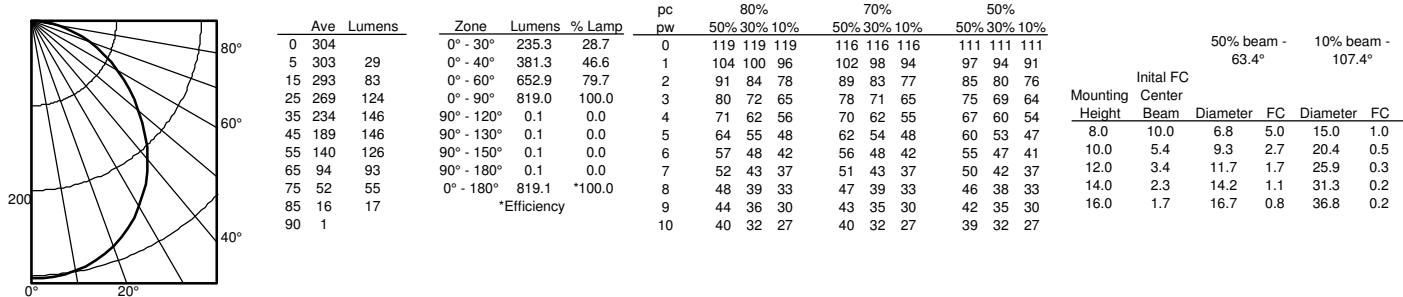 80°
60°
40°
200
0° 20°
Ave Lumens
0 304
5 303 29
15 293 83
25 269 124
35 234 146
45 189 146
55 140 126
65 94 93
75 52 55
85 16 17
90 1
Zone Lumens % Lamp
0° - 30° 235.3 28.7
0° - 40° 381.3 46.6
0° - 60° 652.9 79.7
0° - 90° 819.0 100.0
90° - 120° 0.1 0.0
90° - 130° 0.1 0.0
90° - 150° 0.1 0.0
90° - 180° 0.1 0.0
0° - 180° 819.1 *100.0
*Efficiency
pc 80% 70% 50%
pw 50% 30% 10% 50% 30% 10% 50% 30% 10%
0 119 119 119 116 116 116 111 111 111
1 104 100 96 102 98 94 97 94 91
2 91 84 78 89 83 77 85 80 76
3 80 72 65 78 71 65 75 69 64
4 71 62 56 70 62 55 67 60 54
5 64 55 48 62 54 48 60 53 47
6 57 48 42 56 48 42 55 47 41
7 52 43 37 51 43 37 50 42 37
8 48 39 33 47 39 33 46 38 33
9 44 36 30 43 35 30 42 35 30
10 40 32 27 40 32 27 39 32 27
50% beam - 10% beam -
63.4° 107.4°
Inital FC
Mounting Center
Height Beam Diameter FC Diameter FC
8.0 10.0 6.8 5.0 15.0 1.0
10.0 5.4 9.3 2.7 20.4 0.5
12.0 3.4 11.7 1.7 25.9 0.3
14.0 2.3 14.2 1.1 31.3 0.2
16.0 1.7 16.7 0.8 36.8 0.2